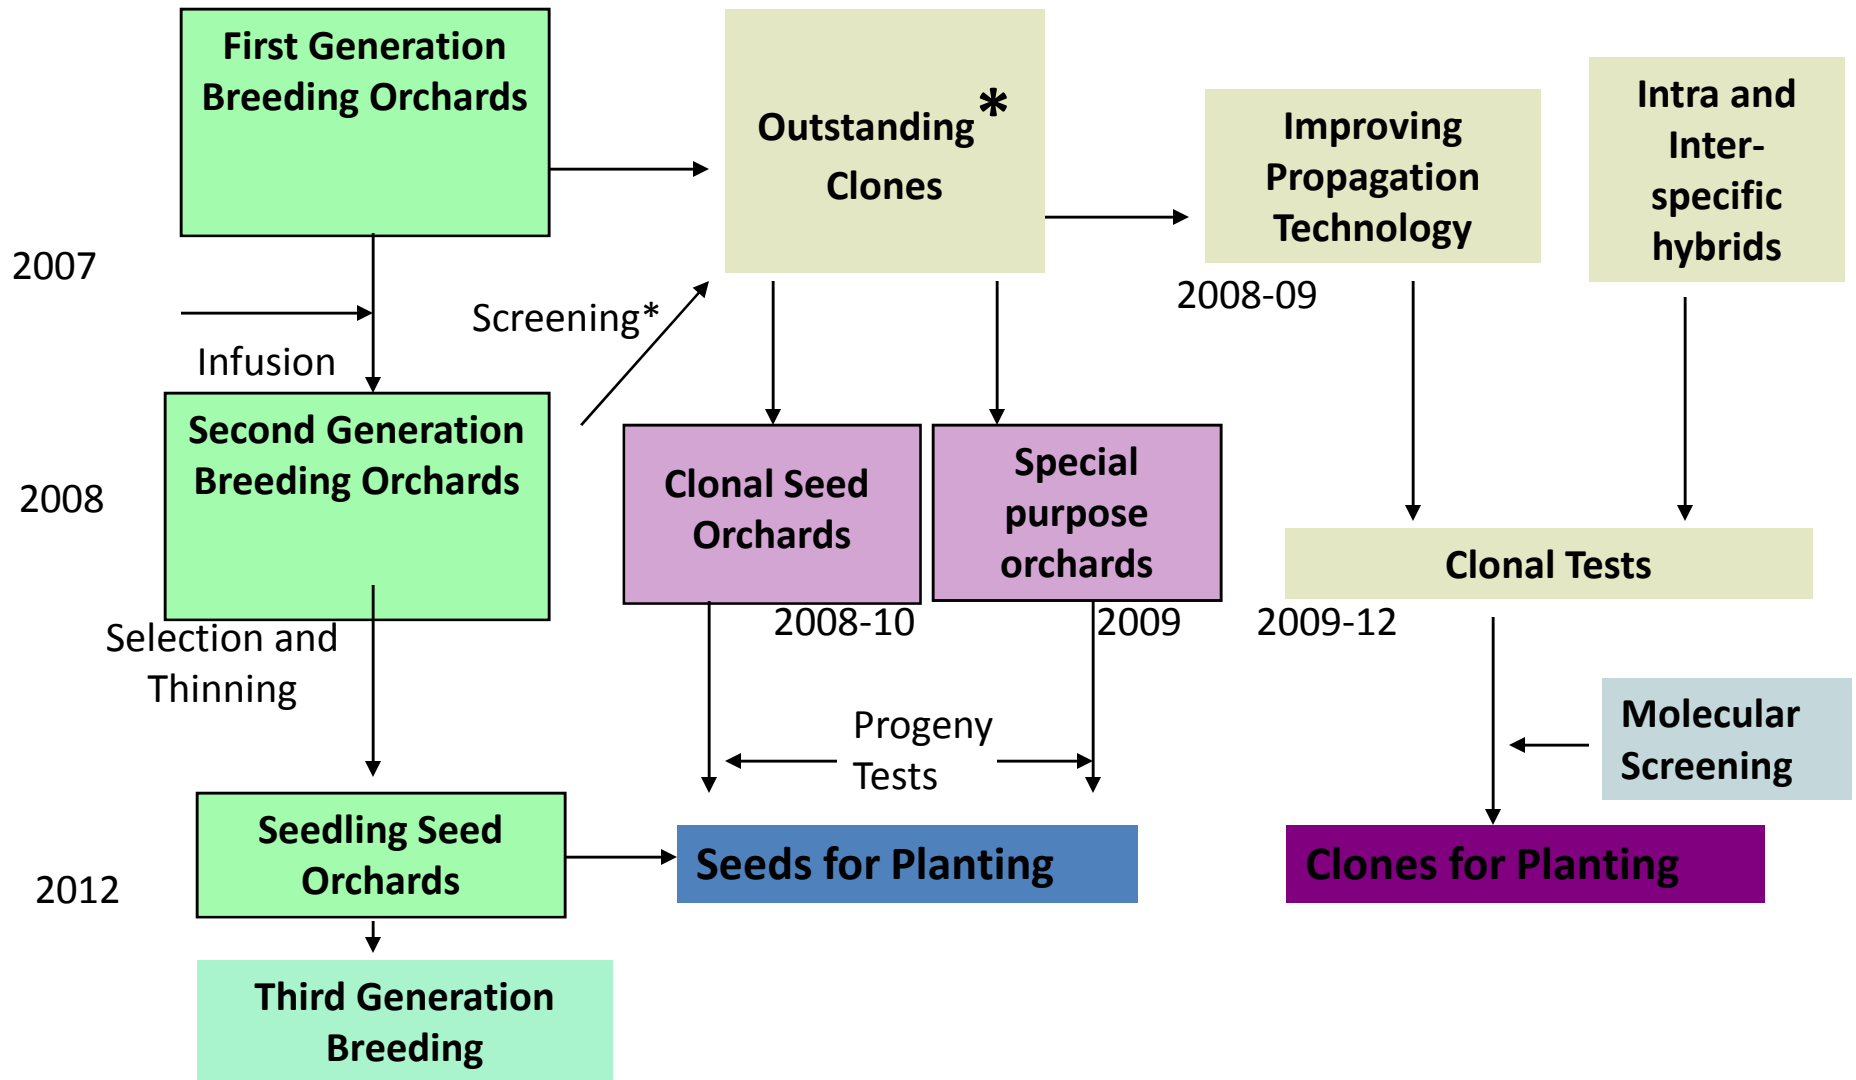 First Generation
Breeding Orchards
Outstanding*
Clones
Improving
Propagation
Technology
Intra and
Inter-
specific
hybrids
2007
Infusion
Screening*
2008-09
Second Generation
Breeding Orchards
2008
Clonal Seed
Orchards
Special
purpose
orchards
Clonal Tests
2008-10
2009
2009-12
Selection and
Thinning
Progeny
Tests
Molecular
Screening
Seedling Seed
Orchards
2012
Seeds for Planting
Clones for Planting
Third Generation
Breeding